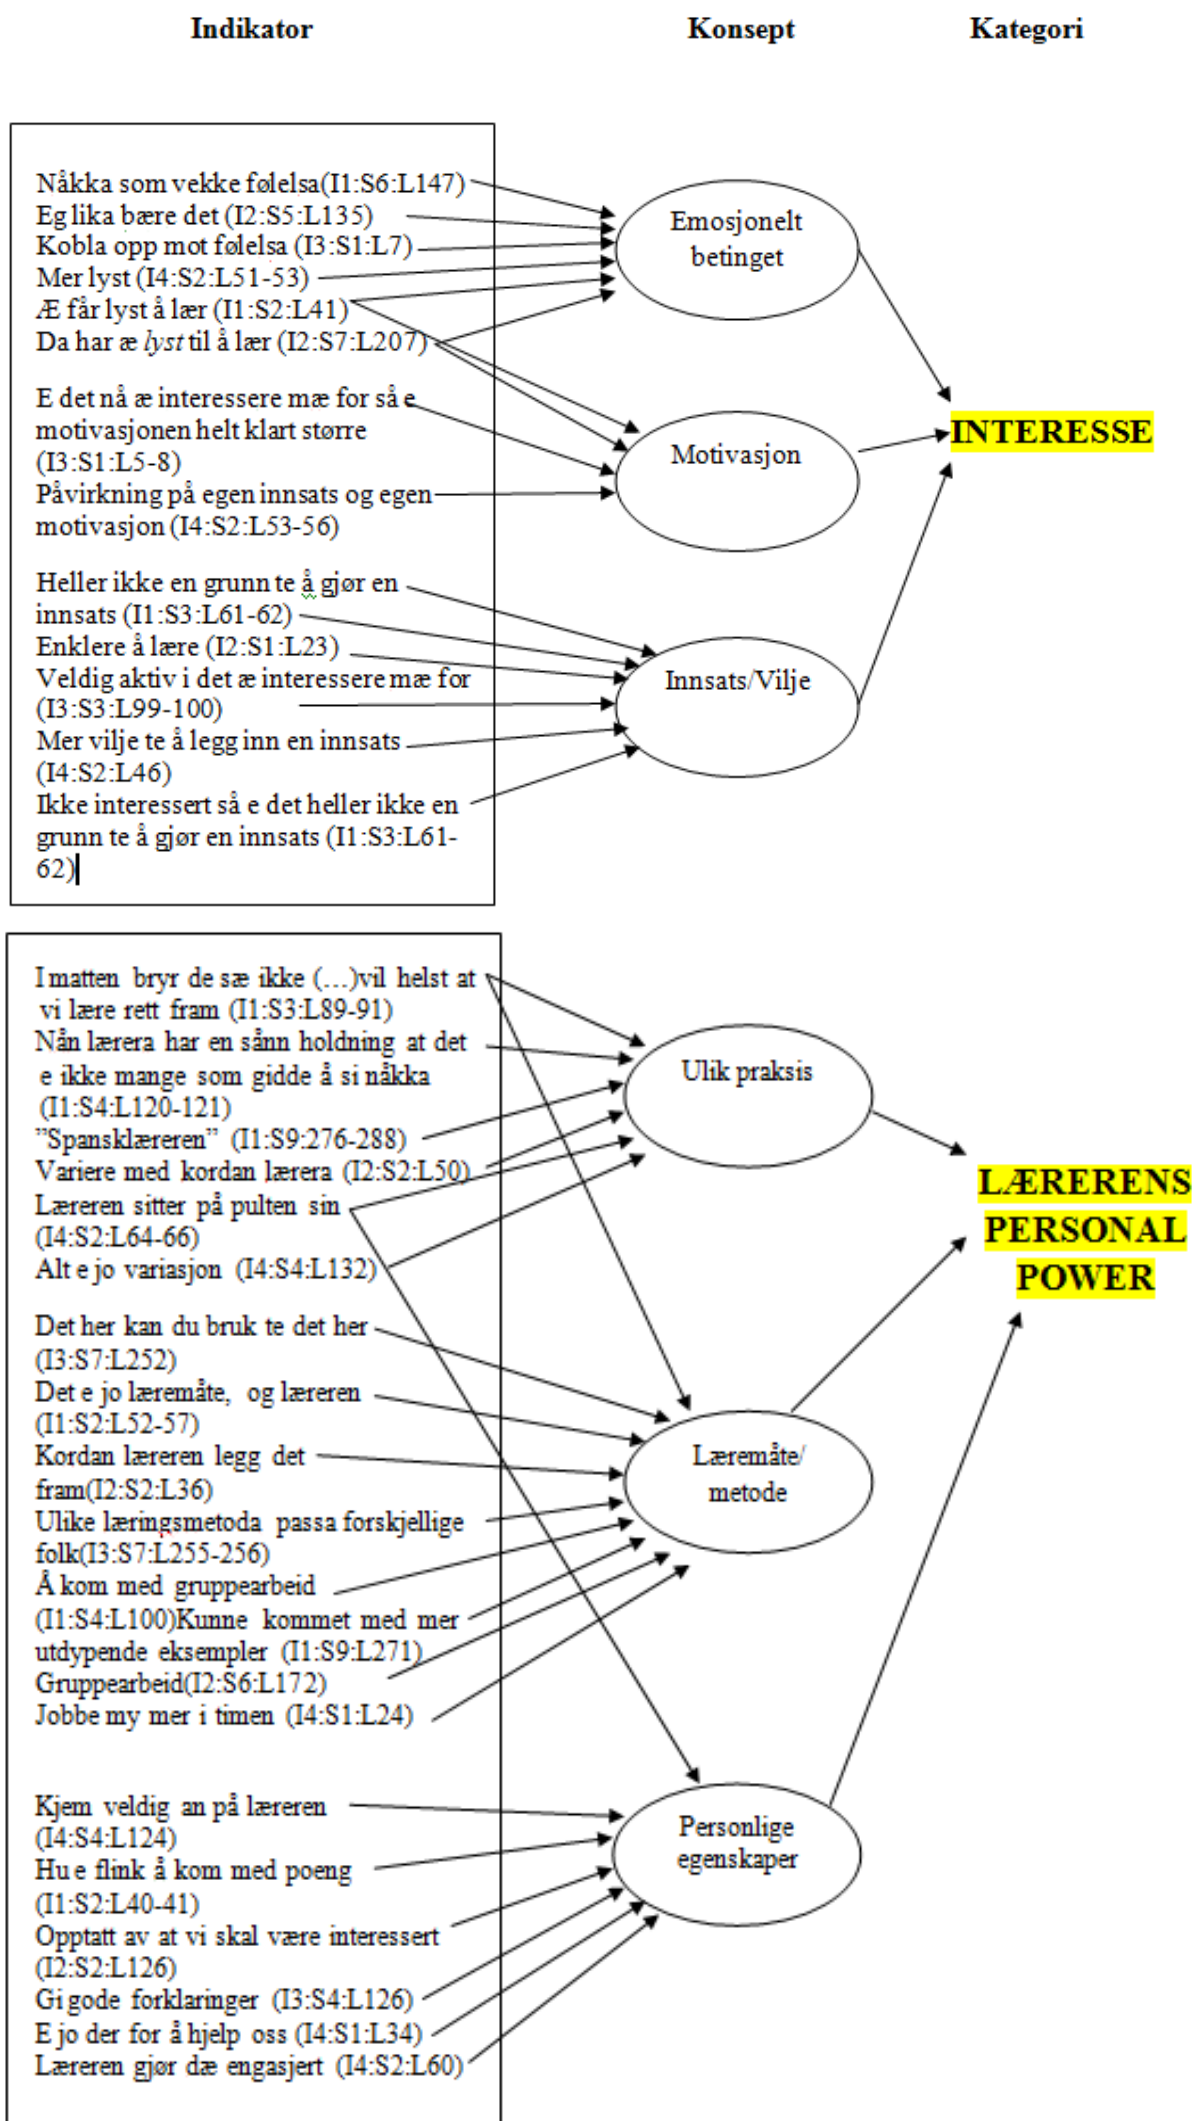 Indikator
Konsept
Kategori
Nåkka som vekke følelsa(I1:S6:L147)
Eg lika bære det (I2:S5:L135)
Kobla opp mot følelsa (I3:S1:L7)
Mer lyst (I4:S2:L51-53)
Æ får lyst å lær (I1:S2:L41)
Da har æ lyst til å lær (I2:S7:L207)
E det nå æ interessere mæ for så e
motivasjonen helt klart større
(I3:S1:L5-8)
Påvirkning på egen innsats og egen
motivasjon (I4:S2:L53-56)
Heller ikke en grunn te å gjør en
innsats (I1:S3:L61-62)
Enklere å lære (I2:S1:L23)
Veldig aktiv i det æ interessere mæ for
(I3:S3:L99-100)
Mer vilje te å legg inn en innsats
(I4:S2:L46)
Ikke interessert så e det heller ikke en
grunn te å gjør en innsats (I1:S3:L61-
62)
Emosjonelt
betinget
Motivasjon
Innsats/Vilje
INTERESSE
I matten bryr de sæ ikke (…)vil helst at
vi lære rett fram (I1:S3:L89-91)
Nån lærera har en sånn holdning at det
e ikke mange som gidde å si nåkka
(I1:S4:L120-121)
”Spansklæreren” (I1:S9:276-288)
Variere med kordan lærera (I2:S2:L50)
Læreren sitter på pulten sin
(I4:S2:L64-66)
Alt e jo variasjon (I4:S4:L132)
Det her kan du bruk te det her
(I3:S7:L252)
Det e jo læremåte, og læreren
(I1:S2:L52-57)
Kordan læreren legg det
fram(I2:S2:L36)
Ulike læringsmetoda passa forskjellige
folk(I3:S7:L255-256)
Å kom med gruppearbeid
(I1:S4:L100)Kunne kommet med mer
utdypende eksempler (I1:S9:L271)
Gruppearbeid(I2:S6:L172)
Jobbe my mer i timen (I4:S1:L24)
Kjem veldig an på læreren
(I4:S4:L124)
Hu e flink å kom med poeng
(I1:S2:L40-41)
Opptatt av at vi skal være interessert
(I2:S2:L126)
Gi gode forklaringer (I3:S4:L126)
E jo der for å hjelp oss (I4:S1:L34)
Læreren gjør dæ engasjert (I4:S2:L60)
Ulik praksis
Læremåte/
metode
Personlige
egenskaper
LÆRERENS
PERSONAL
POWER